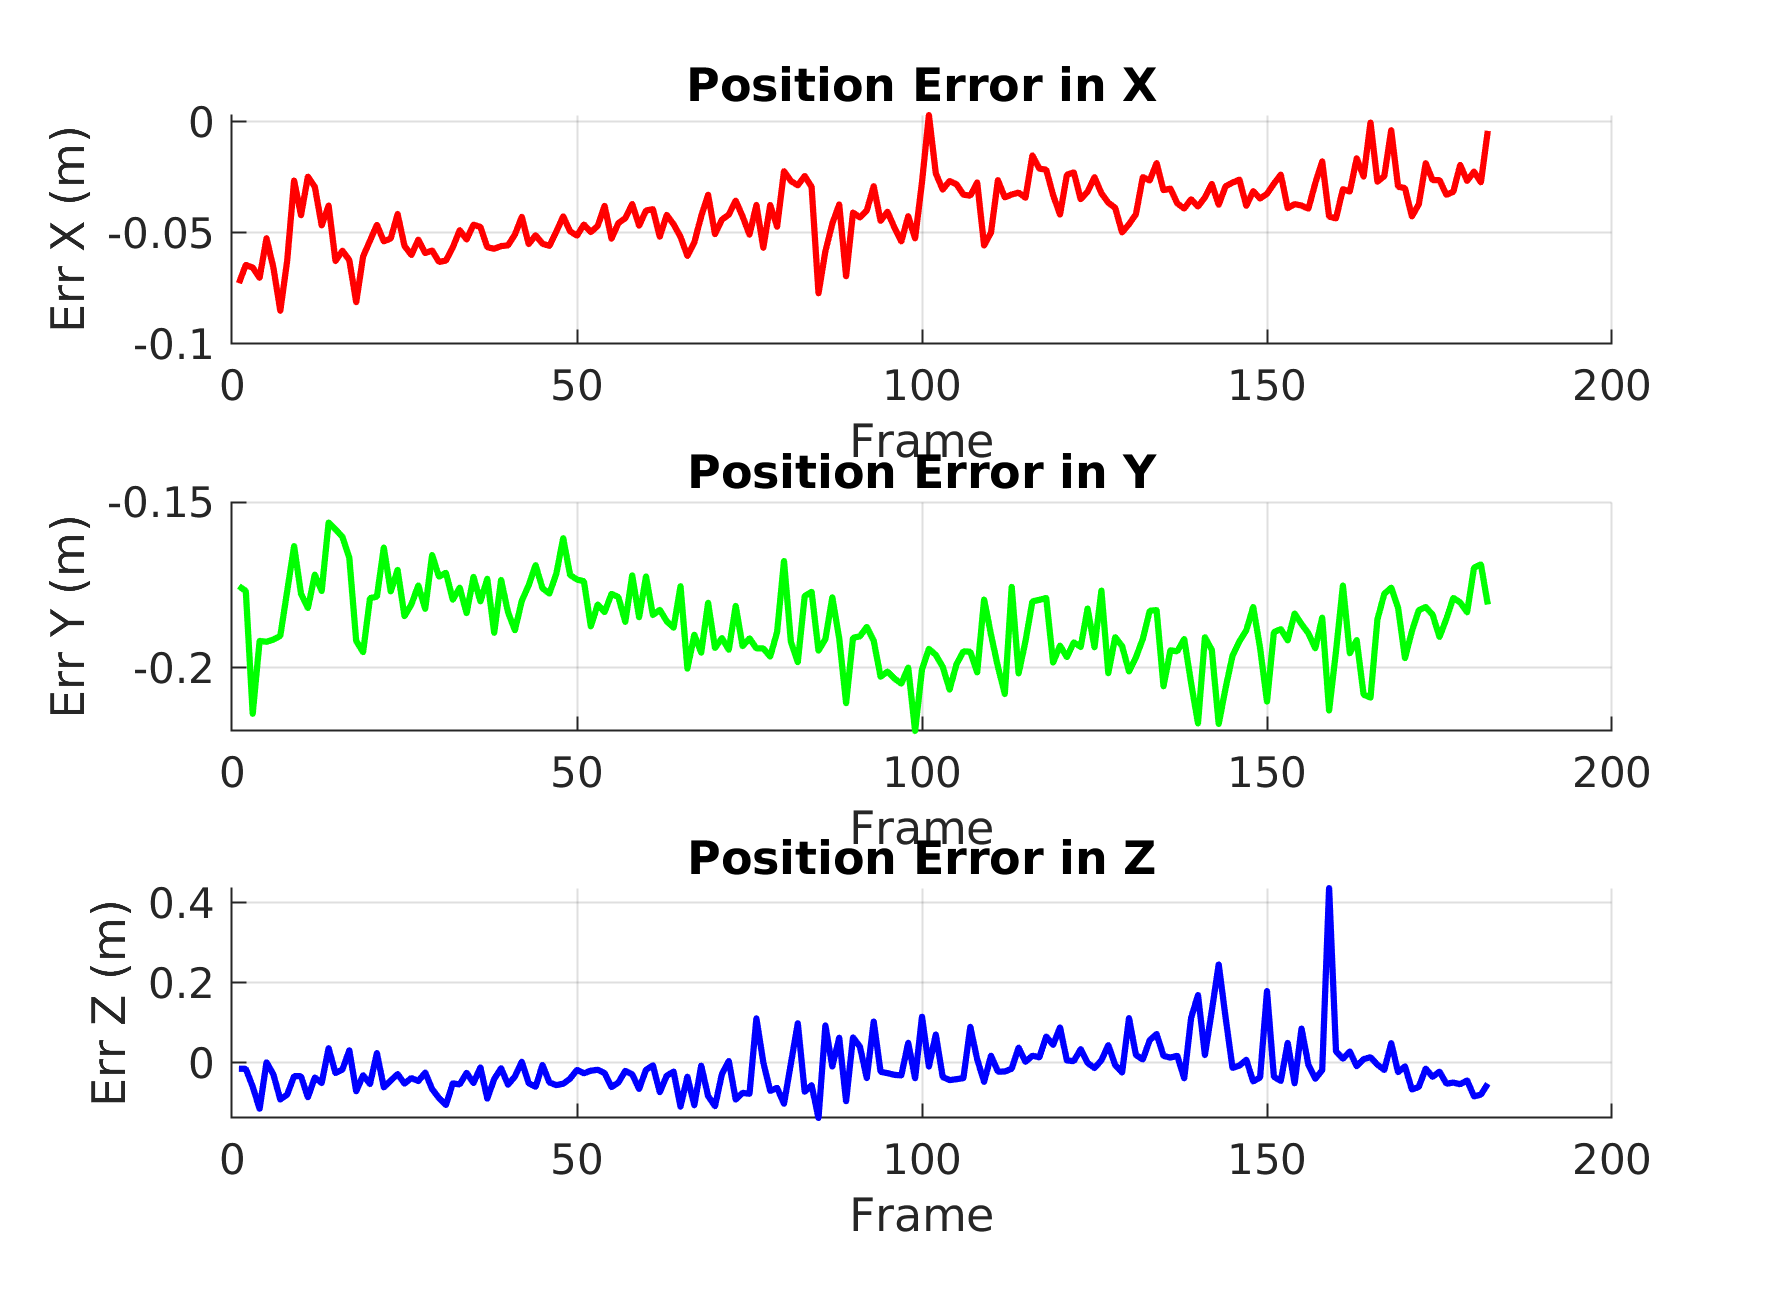 Position Error in X
Err X (m)
0
-0.05
-0.1
0 50 100 150 200
Frame
Position Error in Y
Err Y (m)
-0.15
-0.2
0 50 100 150 200
Frame
Position Error in Z
Err Z (m)
0.4
0.2
0
0 50 100 150 200
Frame